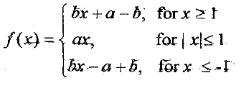 f(x) = { bx + a - b, for x ≥ 1
ax, for | x| ≤ 1
bx - a + b, for x ≤ -1